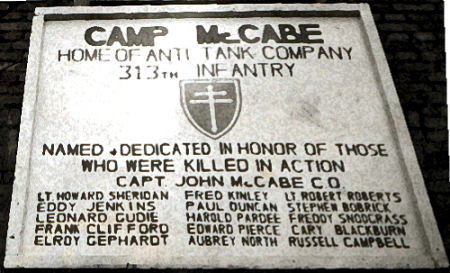 CAMP McCABE
HOME OF ANTI TANK COMPANY
313TH INFANTRY
NAMED & DEDICATED IN HONOR OF THOSE
WHO WERE KILLED IN ACTION
CAPT. JOHN McCABE C.O.
LT. HOWARD SHERIDAN FRED KINLEY LT ROBERT ROBERTS
EDDY JENKINS PAUL DUNCAN STEPHEN BOBRICK
LEONARD GUDIE HAROLD PARDEE FREDDY SNODGRASS
FRANK CLIFFORD EDWARD PIERCE CARY BLACKBURN
ELROY GEPHARDT AUBREY NORTH RUSSELL CAMPBELL